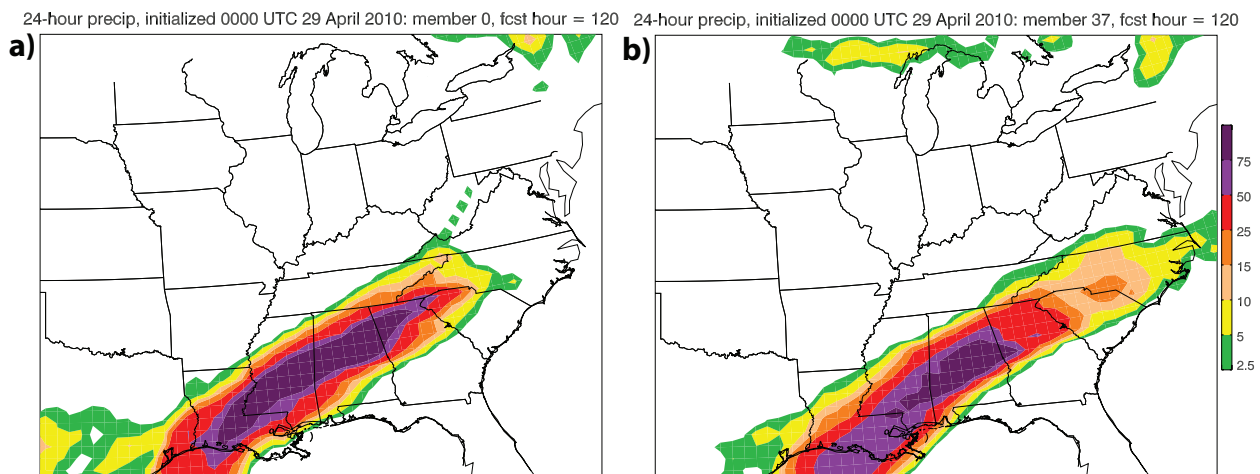 24-hour precip, initialized 0000 UTC 29 April 2010: member 0, fcst hour = 120
a)
24-hour precip, initialized 0000 UTC 29 April 2010: member 37, fcst hour = 120
b)
75
50
25
15
10
5
2.5